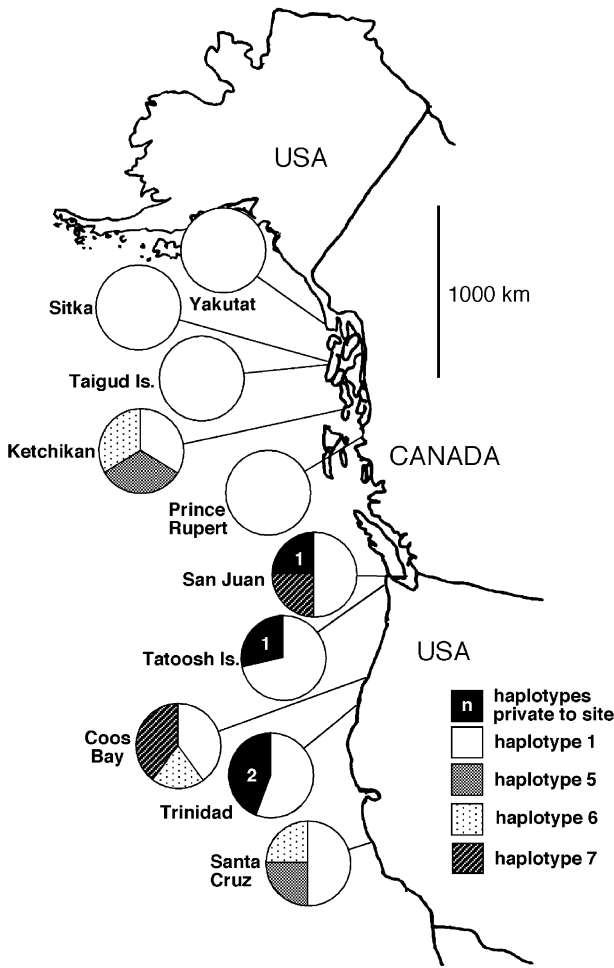 USA
1000 km
Yakutat
Sitka
Taigud Is.
Ketchikan
CANADA
Prince
Rupert
1
San Juan
1
Tatoosh Is.
USA
n
haplotypes
private to site
haplotype 1
haplotype 5
haplotype 6
haplotype 7
Coos
Bay
2
Trinidad
Santa
Cruz